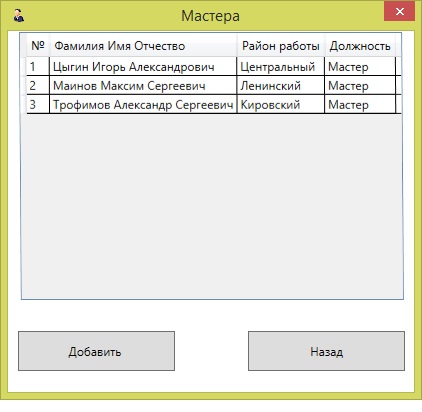 Мастера
№ Фамилия Имя Отчество Район работы Должность
1 Цыгин Игорь Александрович Центральный Мастер
2 Маинов Максим Сергеевич Ленинский Мастер
3 Трофимов Александр Сергеевич Кировский Мастер
Добавить Назад